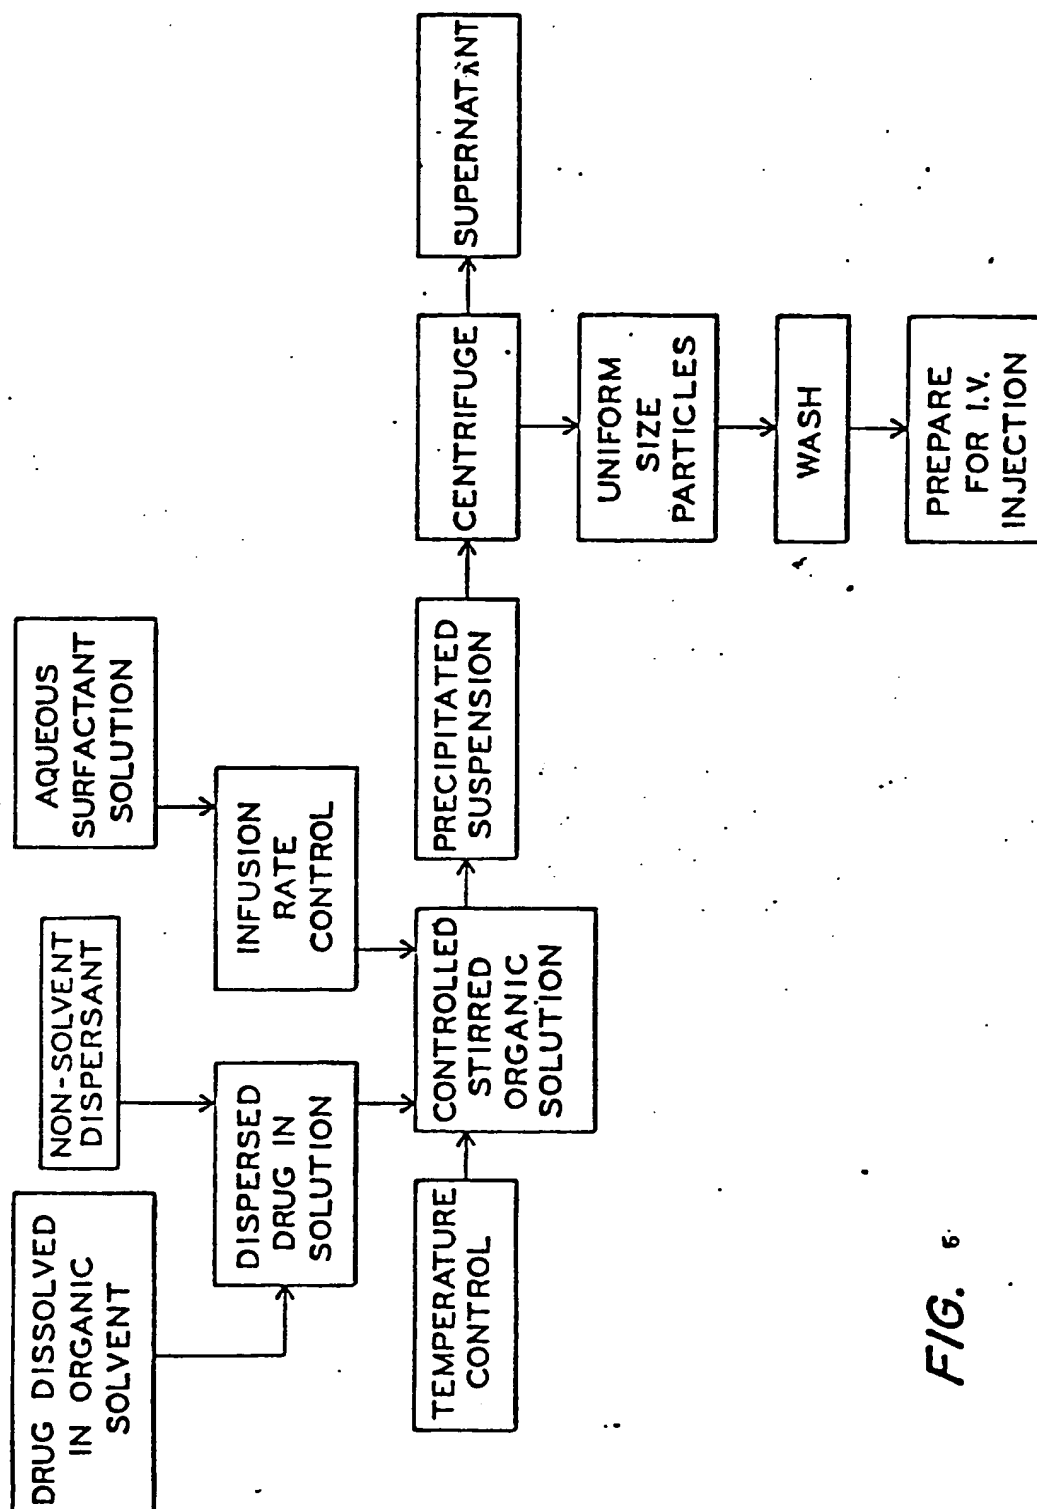 DRUG DISSOLVED
IN ORGANIC
SOLVENT
NON-SOLVENT
DISPERSANT
AQUEOUS
SURFACTANT
SOLUTION
DISPERSED
DRUG IN
SOLUTION
INFUSION
RATE
CONTROL
TEMPERATURE
CONTROL
CONTROLLED
STIRRED
ORGANIC
SOLUTION
PRECIPITATED
SUSPENSION
CENTRIFUGE
SUPERNATANT
UNIFORM
SIZE
PARTICLES
WASH
PREPARE
FOR I.V.
INJECTION
FIG. 5